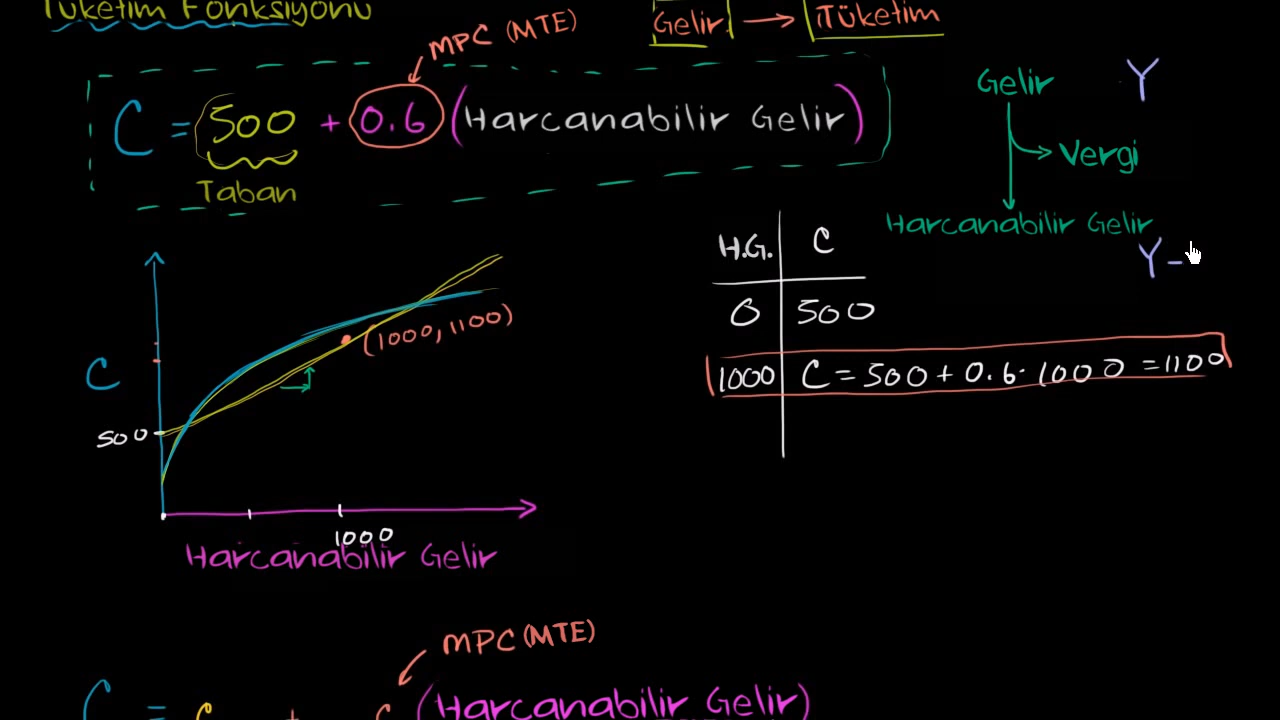 Tüketim Fonksiyonu
Gelir → Tüketim
MPC (MTE)
C = 500 + 0.6 (Harcanabilir Gelir)
Taban
Gelir Y
Vergi
Harcanabilir Gelir
Y -
H.G. C
0 500
1000 C = 500 + 0.6 · 1000 = 1100
(1000, 1100)
C
500
1000
Harcanabilir Gelir
MPC (MTE)
C = + (Harcanabilir Gelir)